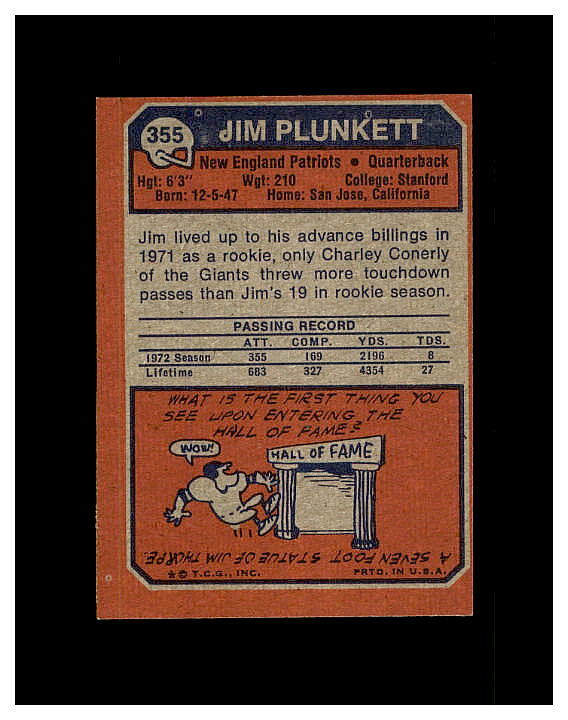 355 JIM PLUNKETT
New England Patriots • Quarterback
Hgt: 6'3" Wgt: 210 College: Stanford
Born: 12-5-47 Home: San Jose, California
Jim lived up to his advance billings in
1971 as a rookie, only Charley Conerly
of the Giants threw more touchdown
passes than Jim's 19 in rookie season.
PASSING RECORD
ATT. COMP. YDS. TDS.
1972 Season 355 169 2196 8
Lifetime 683 327 4354 27
WHAT IS THE FIRST THING YOU
SEE UPON ENTERING THE
HALL OF FAME?
WOW!
HALL OF FAME
A SEVEN FOOT STATUE OF JIM THORPE.
★ © T.C.G., INC. PRTD. IN U.S.A.